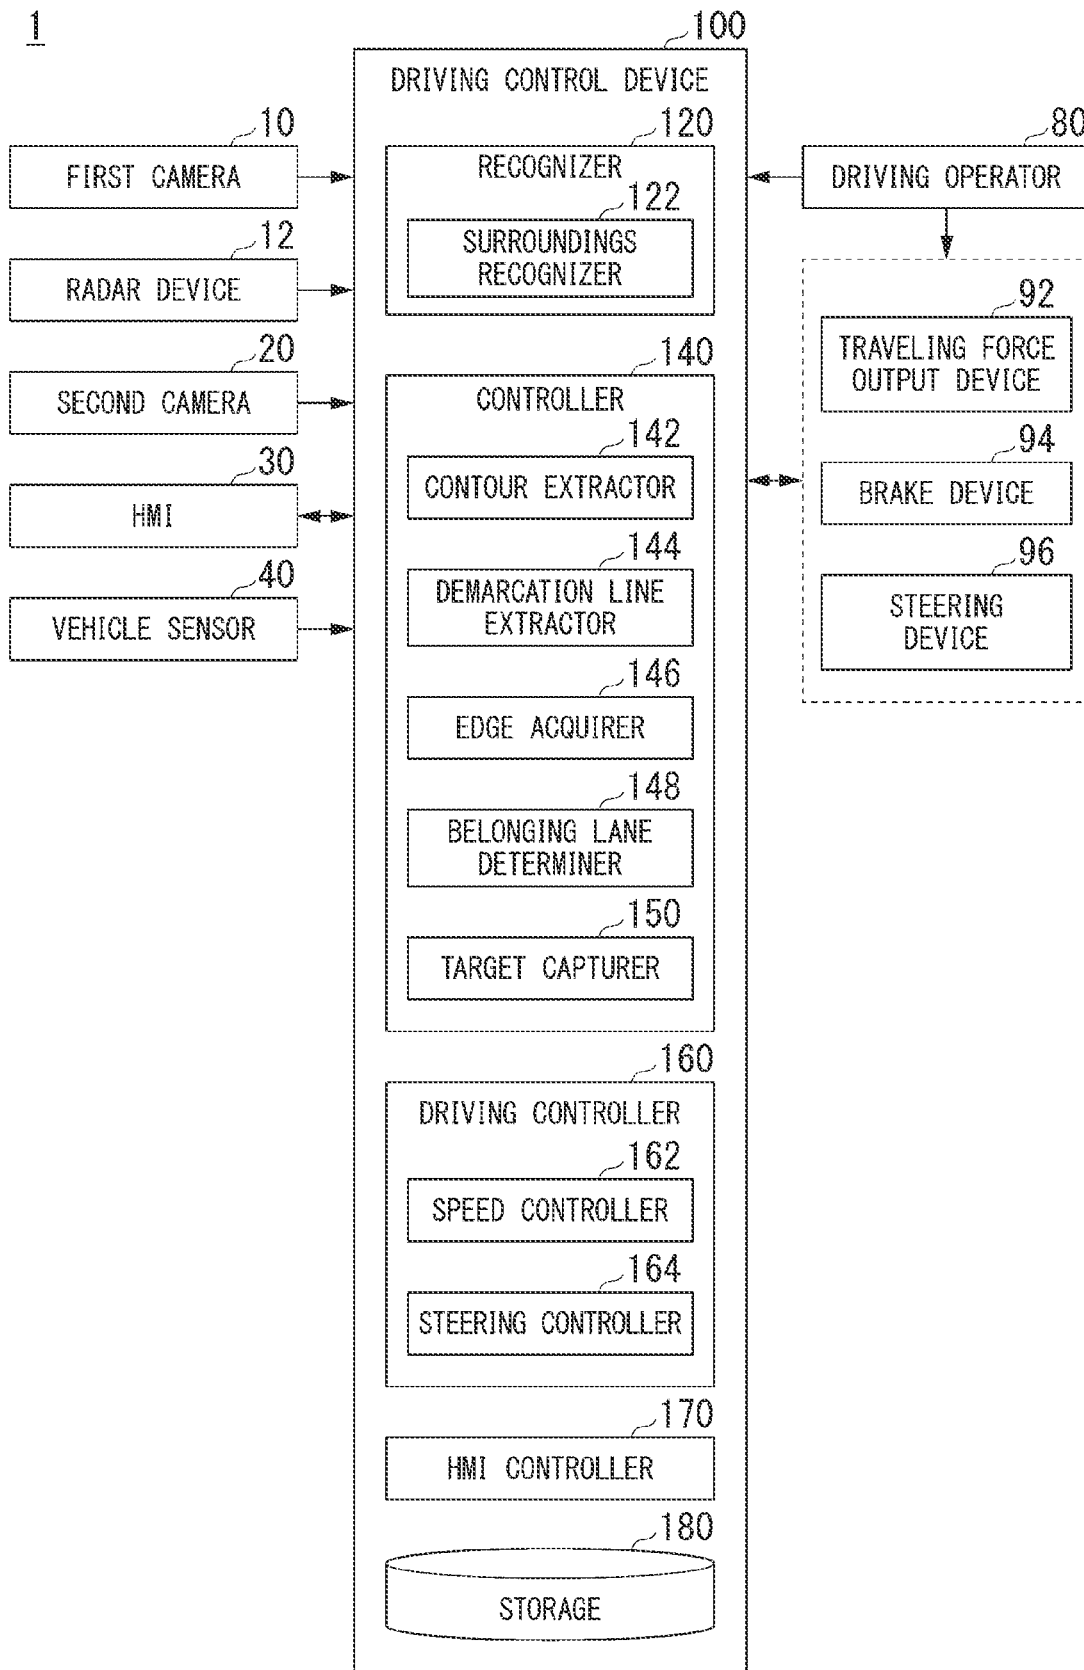 1
100
DRIVING CONTROL DEVICE
10
FIRST CAMERA
12
RADAR DEVICE
20
SECOND CAMERA
30
HMI
40
VEHICLE SENSOR
120
RECOGNIZER
122
SURROUNDINGS
RECOGNIZER
140
CONTROLLER
142
CONTOUR EXTRACTOR
144
DEMARCATION LINE
EXTRACTOR
146
EDGE ACQUIRER
148
BELONGING LANE
DETERMINER
150
TARGET CAPTURER
160
DRIVING CONTROLLER
162
SPEED CONTROLLER
164
STEERING CONTROLLER
170
HMI CONTROLLER
180
STORAGE
80
DRIVING OPERATOR
92
TRAVELING FORCE
OUTPUT DEVICE
94
BRAKE DEVICE
96
STEERING
DEVICE